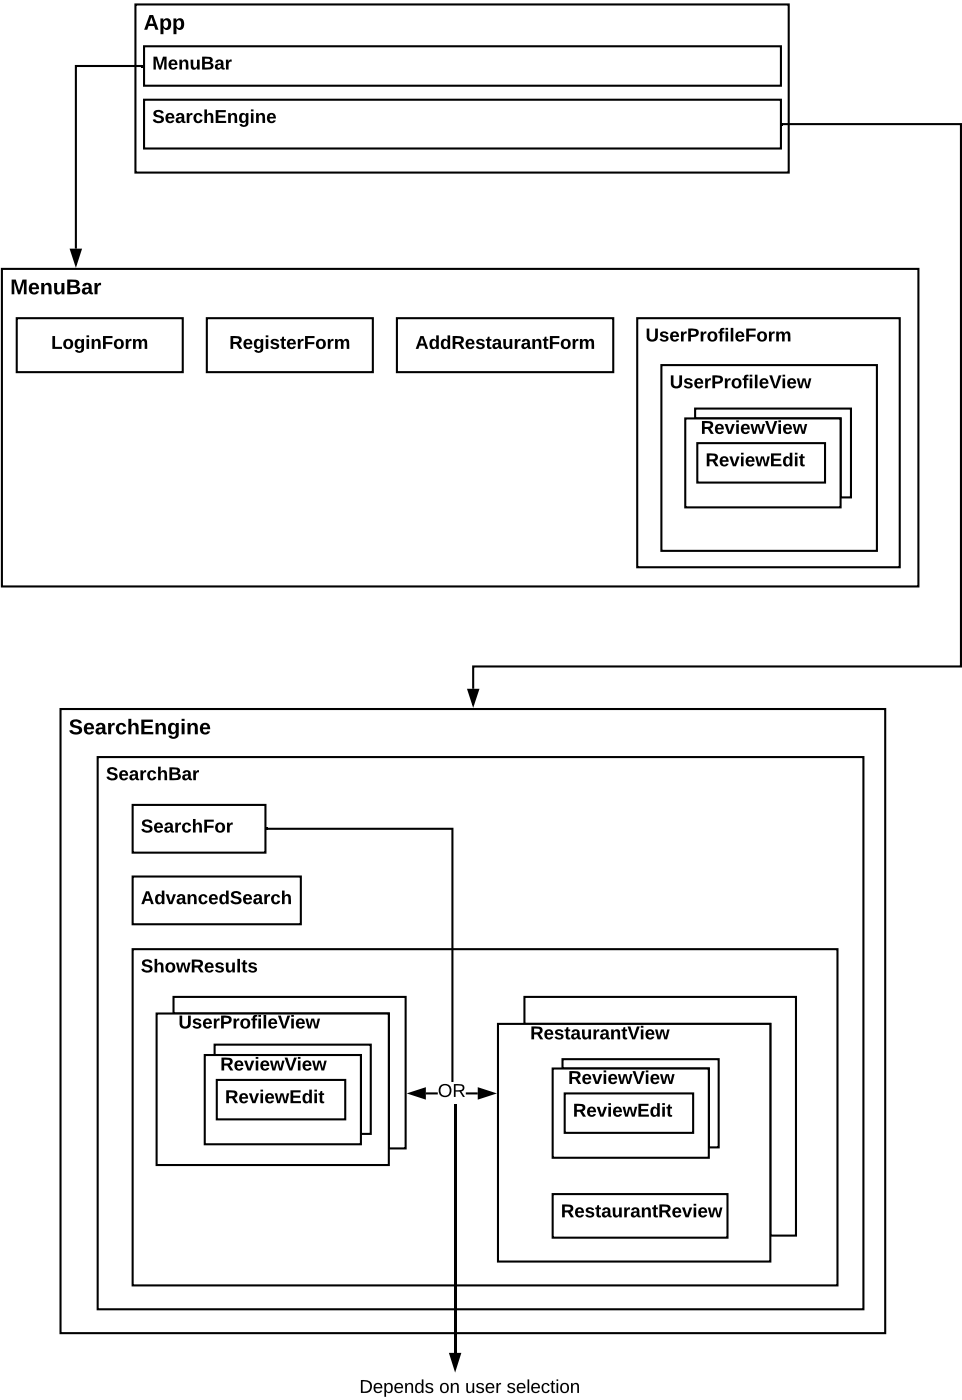 App
MenuBar
SearchEngine
MenuBar
LoginForm
RegisterForm
AddRestaurantForm
UserProfileForm
UserProfileView
ReviewView
ReviewEdit
SearchEngine
SearchBar
SearchFor
AdvancedSearch
ShowResults
UserProfileView
ReviewView
ReviewEdit
OR
RestaurantView
ReviewView
ReviewEdit
RestaurantReview
Depends on user selection